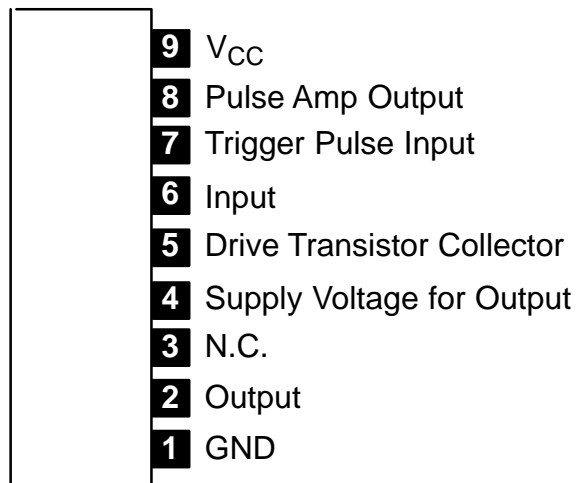 9 VCC
8 Pulse Amp Output
7 Trigger Pulse Input
6 Input
5 Drive Transistor Collector
4 Supply Voltage for Output
3 N.C.
2 Output
1 GND